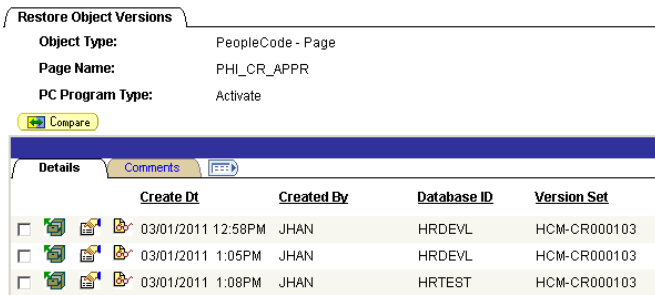 Restore Object Versions
Object Type: PeopleCode - Page
Page Name: PHI_CR_APPR
PC Program Type: Activate
Compare
Details Comments
Create Dt Created By Database ID Version Set
03/01/2011 12:58PM JHAN HRDEVL HCM-CR000103
03/01/2011 1:05PM JHAN HRDEVL HCM-CR000103
03/01/2011 1:08PM JHAN HRTEST HCM-CR000103